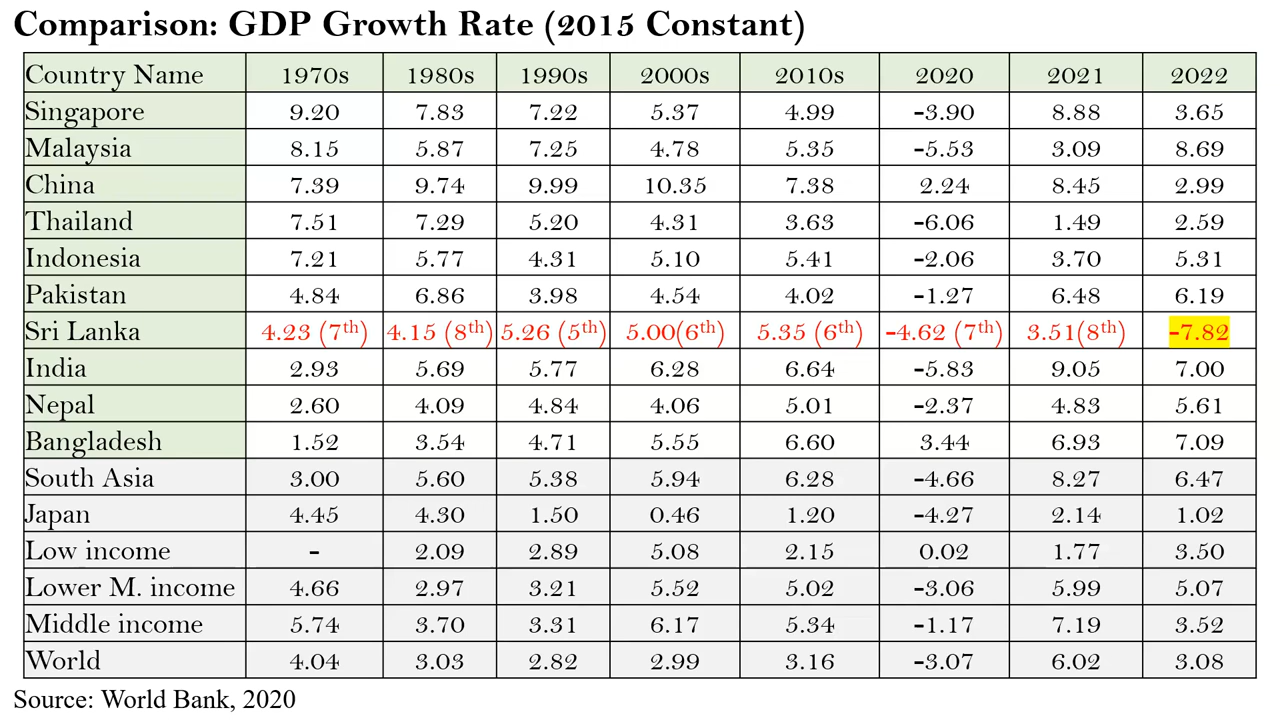 Comparison: GDP Growth Rate (2015 Constant)
Country Name 1970s 1980s 1990s 2000s 2010s 2020 2021 2022
Singapore 9.20 7.83 7.22 5.37 4.99 -3.90 8.88 3.65
Malaysia 8.15 5.87 7.25 4.78 5.35 -5.53 3.09 8.69
China 7.39 9.74 9.99 10.35 7.38 2.24 8.45 2.99
Thailand 7.51 7.29 5.20 4.31 3.63 -6.06 1.49 2.59
Indonesia 7.21 5.77 4.31 5.10 5.41 -2.06 3.70 5.31
Pakistan 4.84 6.86 3.98 4.54 4.02 -1.27 6.48 6.19
Sri Lanka 4.23 (7th) 4.15 (8th) 5.26 (5th) 5.00(6th) 5.35 (6th) -4.62 (7th) 3.51(8th) -7.82
India 2.93 5.69 5.77 6.28 6.64 -5.83 9.05 7.00
Nepal 2.60 4.09 4.84 4.06 5.01 -2.37 4.83 5.61
Bangladesh 1.52 3.54 4.71 5.55 6.60 3.44 6.93 7.09
South Asia 3.00 5.60 5.38 5.94 6.28 -4.66 8.27 6.47
Japan 4.45 4.30 1.50 0.46 1.20 -4.27 2.14 1.02
Low income - 2.09 2.89 5.08 2.15 0.02 1.77 3.50
Lower M. income 4.66 2.97 3.21 5.52 5.02 -3.06 5.99 5.07
Middle income 5.74 3.70 3.31 6.17 5.34 -1.17 7.19 3.52
World 4.04 3.03 2.82 2.99 3.16 -3.07 6.02 3.08
Source: World Bank, 2020